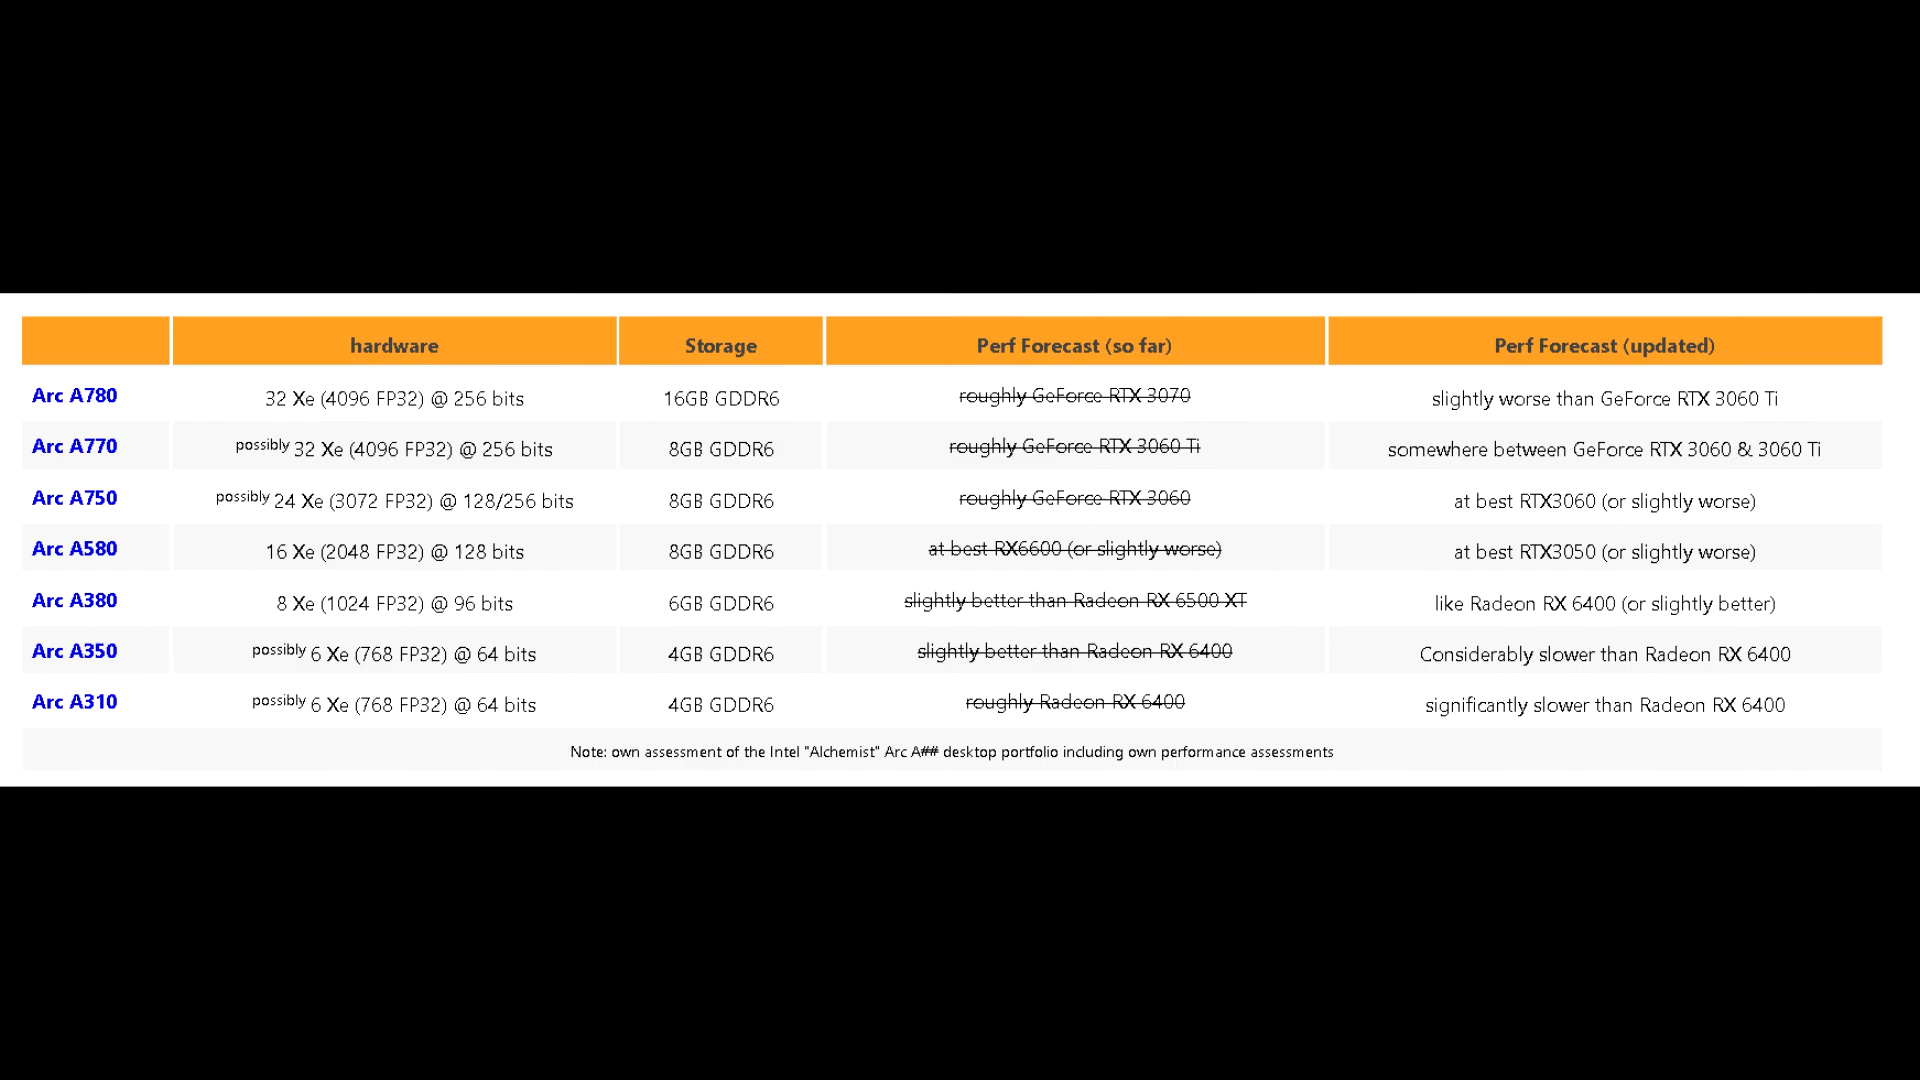 hardware Storage Perf Forecast (so far) Perf Forecast (updated)
Arc A780 32 Xe (4096 FP32) @ 256 bits 16GB GDDR6 roughly GeForce RTX 3070 slightly worse than GeForce RTX 3060 Ti
Arc A770 possibly 32 Xe (4096 FP32) @ 256 bits 8GB GDDR6 roughly GeForce RTX 3060 Ti somewhere between GeForce RTX 3060 & 3060 Ti
Arc A750 possibly 24 Xe (3072 FP32) @ 128/256 bits 8GB GDDR6 roughly GeForce RTX 3060 at best RTX3060 (or slightly worse)
Arc A580 16 Xe (2048 FP32) @ 128 bits 8GB GDDR6 at best RX6600 (or slightly worse) at best RTX3050 (or slightly worse)
Arc A380 8 Xe (1024 FP32) @ 96 bits 6GB GDDR6 slightly better than Radeon RX 6500 XT like Radeon RX 6400 (or slightly better)
Arc A350 possibly 6 Xe (768 FP32) @ 64 bits 4GB GDDR6 slightly better than Radeon RX 6400 Considerably slower than Radeon RX 6400
Arc A310 possibly 6 Xe (768 FP32) @ 64 bits 4GB GDDR6 roughly Radeon RX 6400 significantly slower than Radeon RX 6400
Note: own assessment of the Intel "Alchemist" Arc A## desktop portfolio including own performance assessments